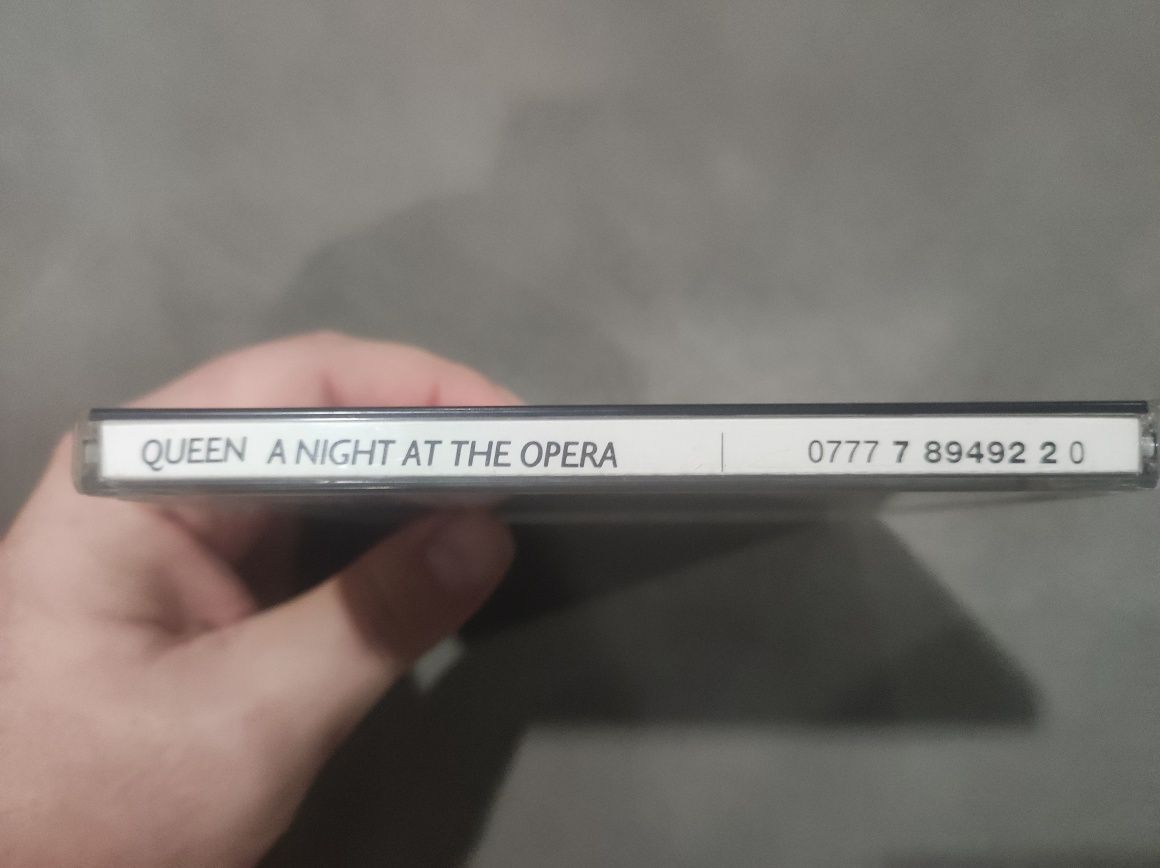 QUEEN A NIGHT AT THE OPERA | 0777 7 89492 2 0